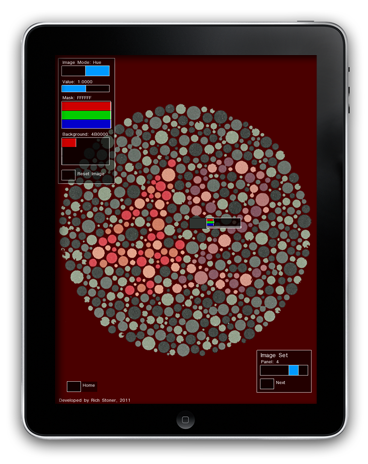 Image Mode: Hue
Value: 1.0000
Mask: FFFFFF
Background: 400000
Reset Image
Image Set
Panel: 4
Next
Home
Developed by Rick Stoner, 2011